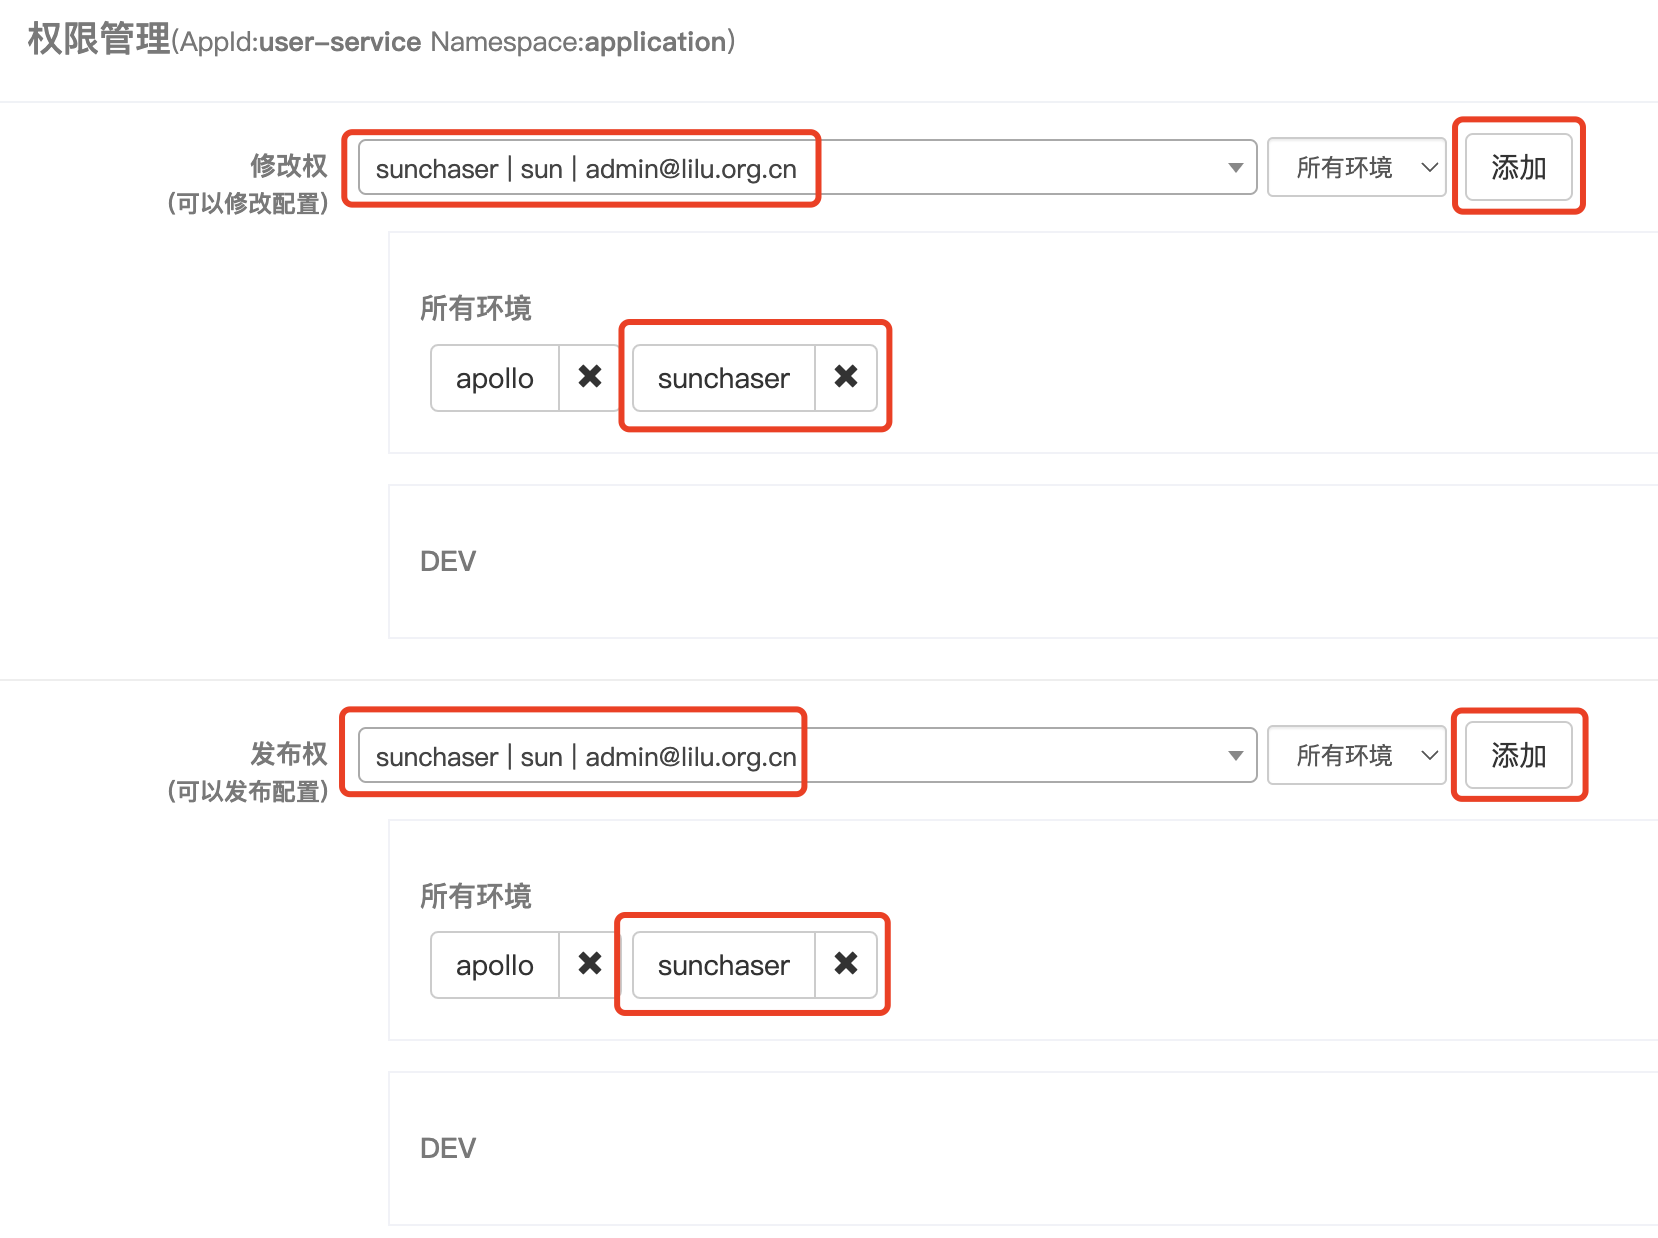 权限管理(AppId:user-service Namespace:application)
修改权
(可以修改配置)
sunchaser | sun | admin@lilu.org.cn
所有环境
添加
所有环境
apollo ✖ sunchaser ✖
DEV
发布权
(可以发布配置)
sunchaser | sun | admin@lilu.org.cn
所有环境
添加
所有环境
apollo ✖ sunchaser ✖
DEV